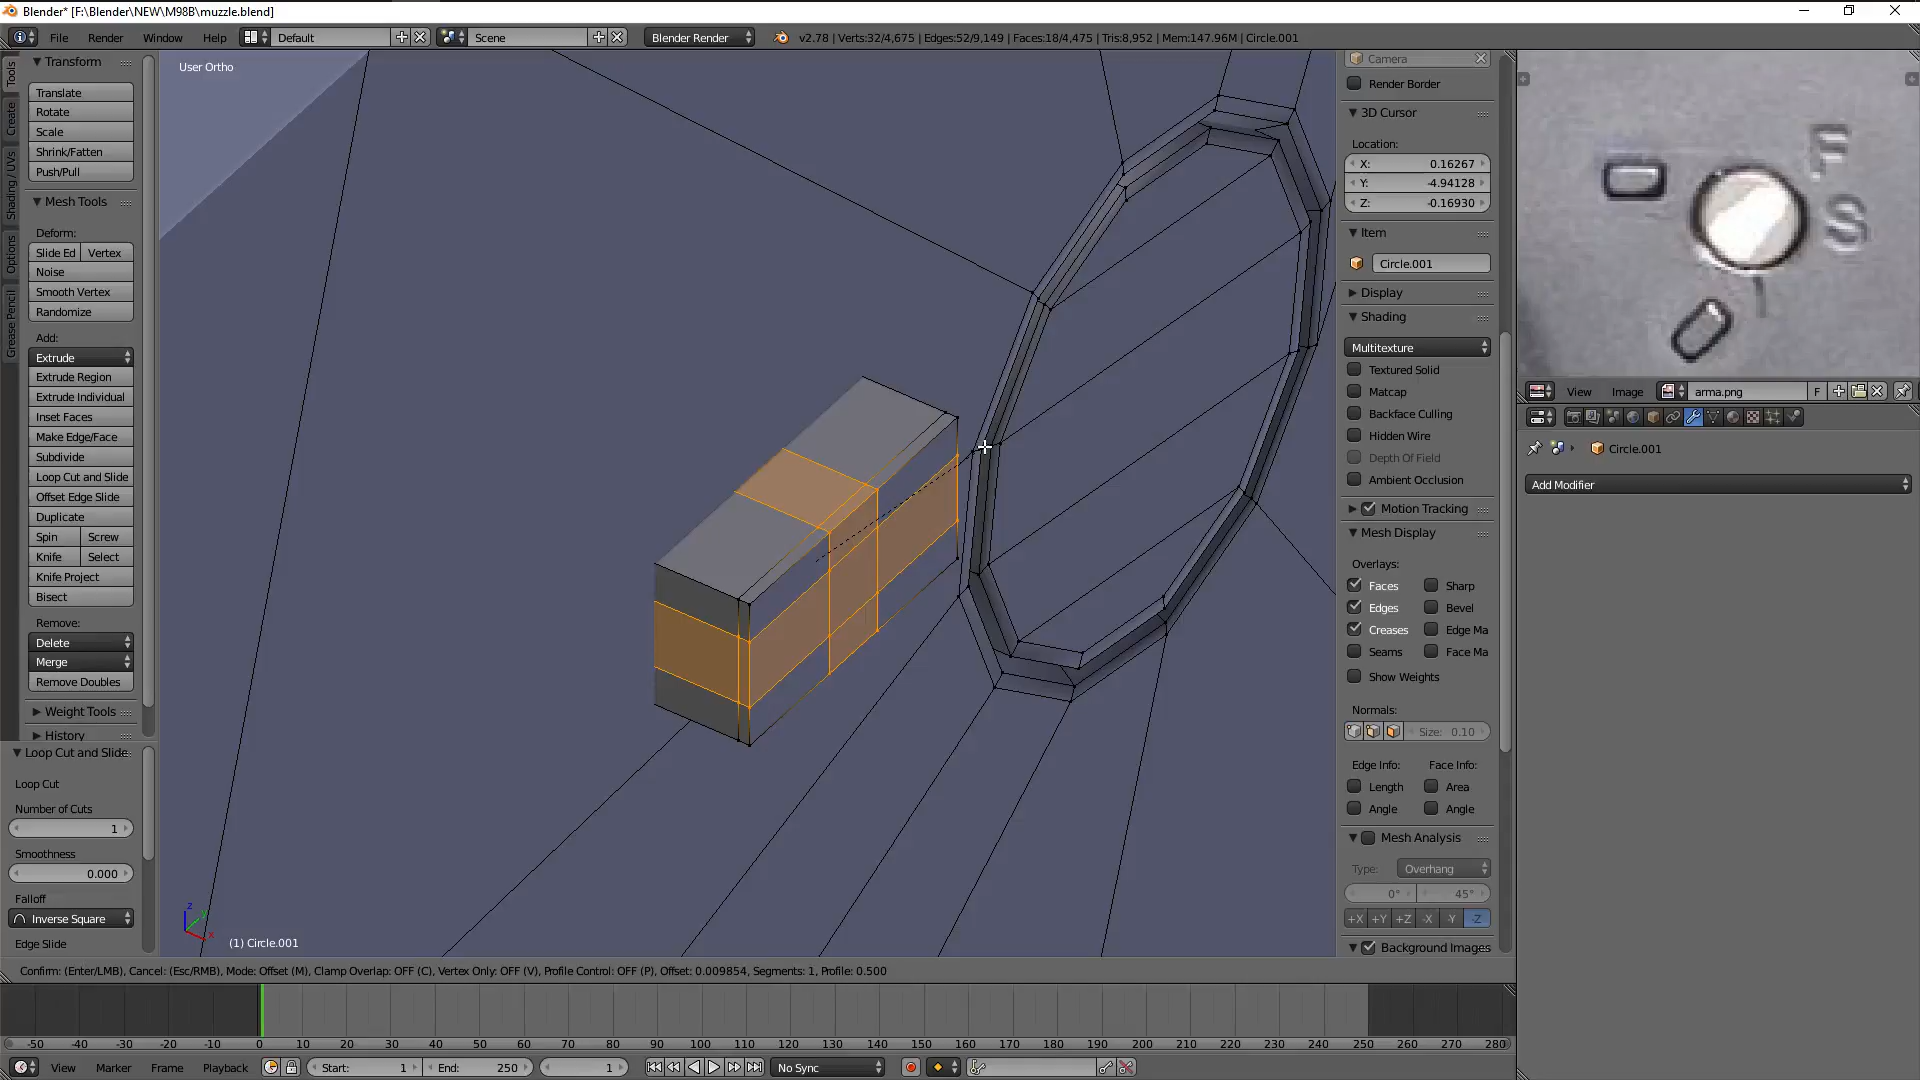 Blender* [F:\Blender\NEW\M98B\muzzle.blend]
File Render Window Help Default Scene Blender Render v2.78 | Verts:32/4,675 | Edges:52/9,149 | Faces:18/4,475 | Tris:8,952 | Mem:147.96M | Circle.001
Tools
Create
Shading / UVs
Options
Grease Pencil
Transform
Translate
Rotate
Scale
Shrink/Fatten
Push/Pull
Mesh Tools
Deform:
Slide Ed Vertex
Noise
Smooth Vertex
Randomize
Add:
Extrude
Extrude Region
Extrude Individual
Inset Faces
Make Edge/Face
Subdivide
Loop Cut and Slide
Offset Edge Slide
Duplicate
Spin Screw
Knife Select
Knife Project
Bisect
Remove:
Delete
Merge
Remove Doubles
Weight Tools
History
Loop Cut and Slide
Loop Cut
Number of Cuts
1
Smoothness
0.000
Falloff
Inverse Square
Edge Slide
User Ortho
z
x
(1) Circle.001
Camera
Render Border
3D Cursor
Location:
X: 0.16267
Y: -4.94128
Z: -0.16930
Item
Circle.001
Display
Shading
Multitexture
Textured Solid
Matcap
Backface Culling
Hidden Wire
Depth Of Field
Ambient Occlusion
Motion Tracking
Mesh Display
Overlays:
Faces Sharp
Edges Bevel
Creases Edge Ma
Seams Face Ma
Show Weights
Normals:
Size: 0.10
Edge Info: Face Info:
Length Area
Angle Angle
Mesh Analysis
Type: Overhang
0° 45°
+X +Y +Z -X -Y -Z
Background Images
F
S
View Image arma.png F
Circle.001
Add Modifier
Confirm: (Enter/LMB), Cancel: (Esc/RMB), Mode: Offset (M), Clamp Overlap: OFF (C), Vertex Only: OFF (V), Profile Control: OFF (P), Offset: 0.009854, Segments: 1, Profile: 0.500
-50 -40 -30 -20 -10 0 10 20 30 40 50 60 70 80 90 100 110 120 130 140 150 160 170 180 190 200 210 220 230 240 250 260 270 280
View Marker Frame Playback Start: 1 End: 250 1 No Sync